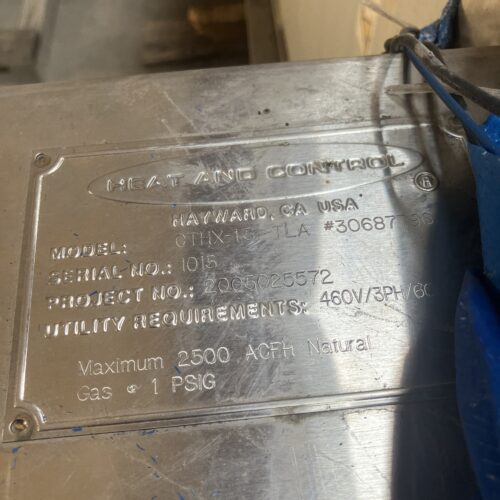 HEAT AND CONTROL
®
HAYWARD, CA USA
MODEL:
SERIAL NO.: 1015
PROJECT NO.: 2005025572
UTILITY REQUIREMENTS: 460V/3PH/60
Maximum 2500 ACFH Natural
Gas @ 1 PSIG